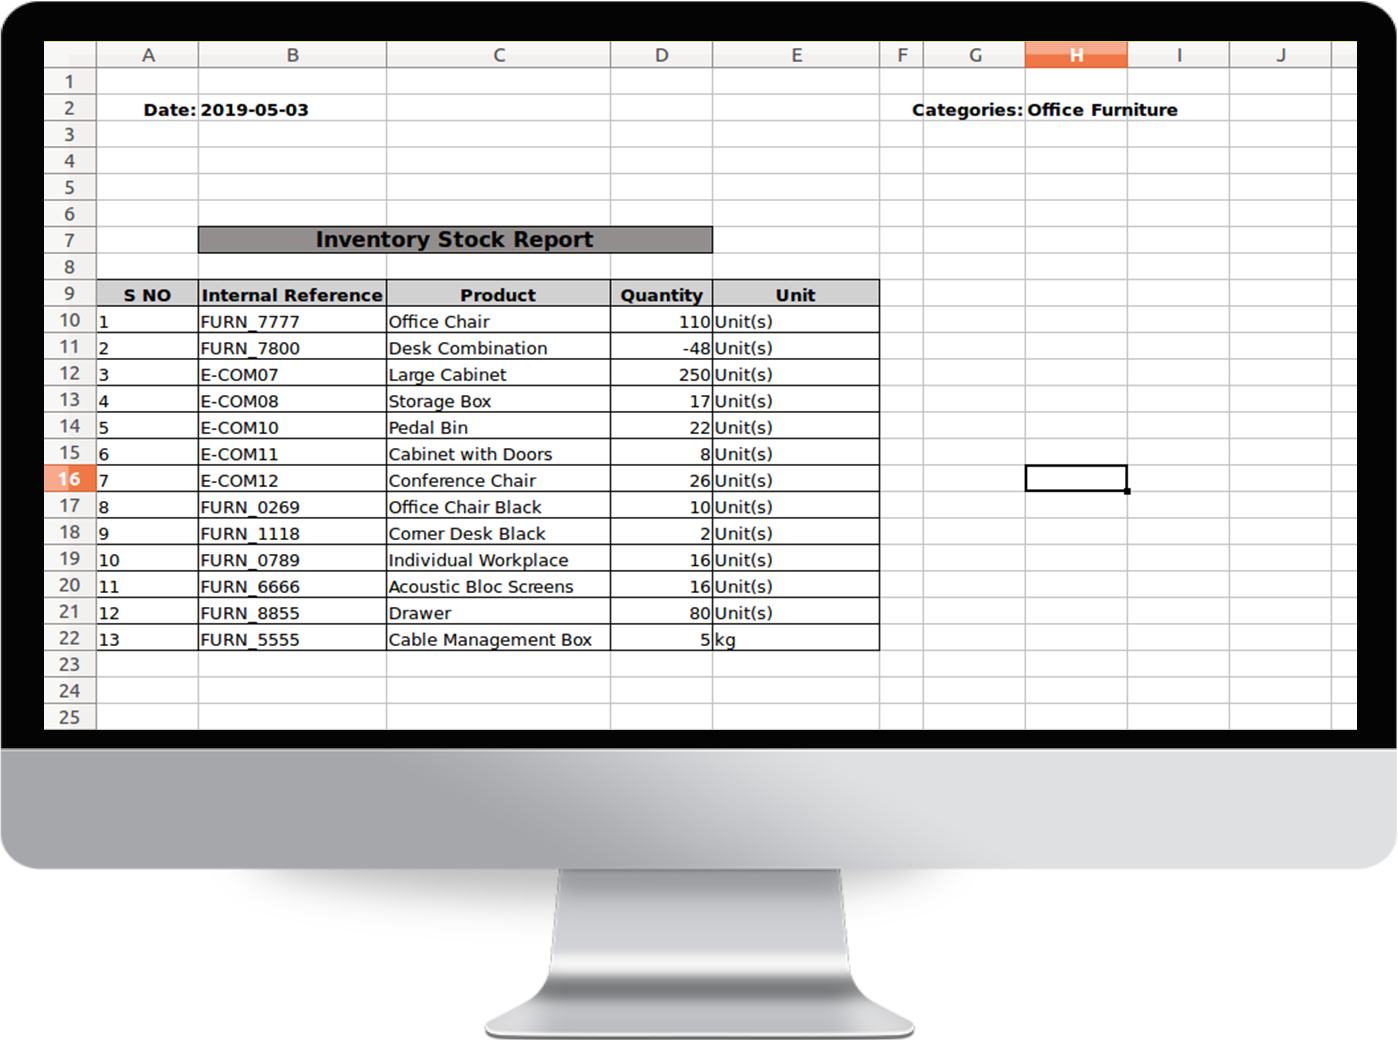 A B C D E F G H I J
1
2 Date: 2019-05-03 Categories: Office Furniture
3
4
5
6
7 Inventory Stock Report
8
9 S NO Internal Reference Product Quantity Unit
10 1 FURN_7777 Office Chair 110 Unit(s)
11 2 FURN_7800 Desk Combination -48 Unit(s)
12 3 E-COM07 Large Cabinet 250 Unit(s)
13 4 E-COM08 Storage Box 17 Unit(s)
14 5 E-COM10 Pedal Bin 22 Unit(s)
15 6 E-COM11 Cabinet with Doors 8 Unit(s)
16 7 E-COM12 Conference Chair 26 Unit(s)
17 8 FURN_0269 Office Chair Black 10 Unit(s)
18 9 FURN_1118 Corner Desk Black 2 Unit(s)
19 10 FURN_0789 Individual Workplace 16 Unit(s)
20 11 FURN_6666 Acoustic Bloc Screens 16 Unit(s)
21 12 FURN_8855 Drawer 80 Unit(s)
22 13 FURN_5555 Cable Management Box 5 kg
23
24
25